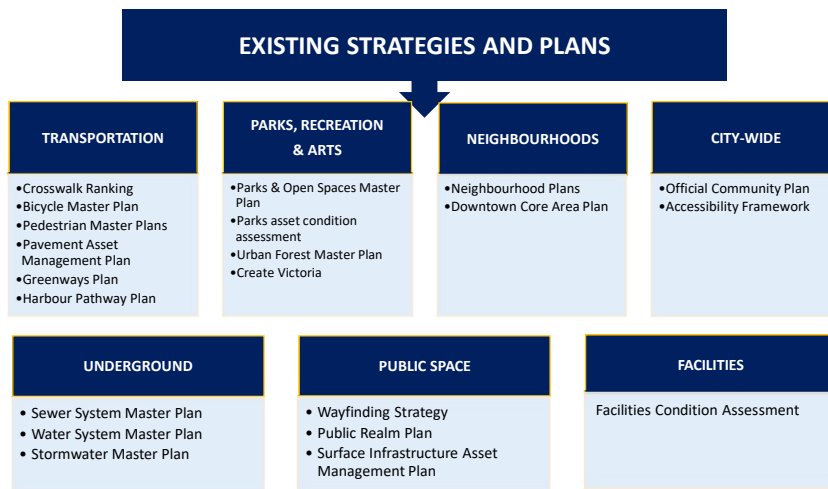 EXISTING STRATEGIES AND PLANS
TRANSPORTATION
•Crosswalk Ranking
•Bicycle Master Plan
•Pedestrian Master Plans
•Pavement Asset
Management Plan
•Greenways Plan
•Harbour Pathway Plan
PARKS, RECREATION
& ARTS
•Parks & Open Spaces Master
Plan
•Parks asset condition
assessment
•Urban Forest Master Plan
•Create Victoria
NEIGHBOURHOODS
•Neighbourhood Plans
•Downtown Core Area Plan
CITY-WIDE
•Official Community Plan
•Accessibility Framework
UNDERGROUND
• Sewer System Master Plan
• Water System Master Plan
• Stormwater Master Plan
PUBLIC SPACE
• Wayfinding Strategy
• Public Realm Plan
• Surface Infrastructure Asset
Management Plan
FACILITIES
Facilities Condition Assessment